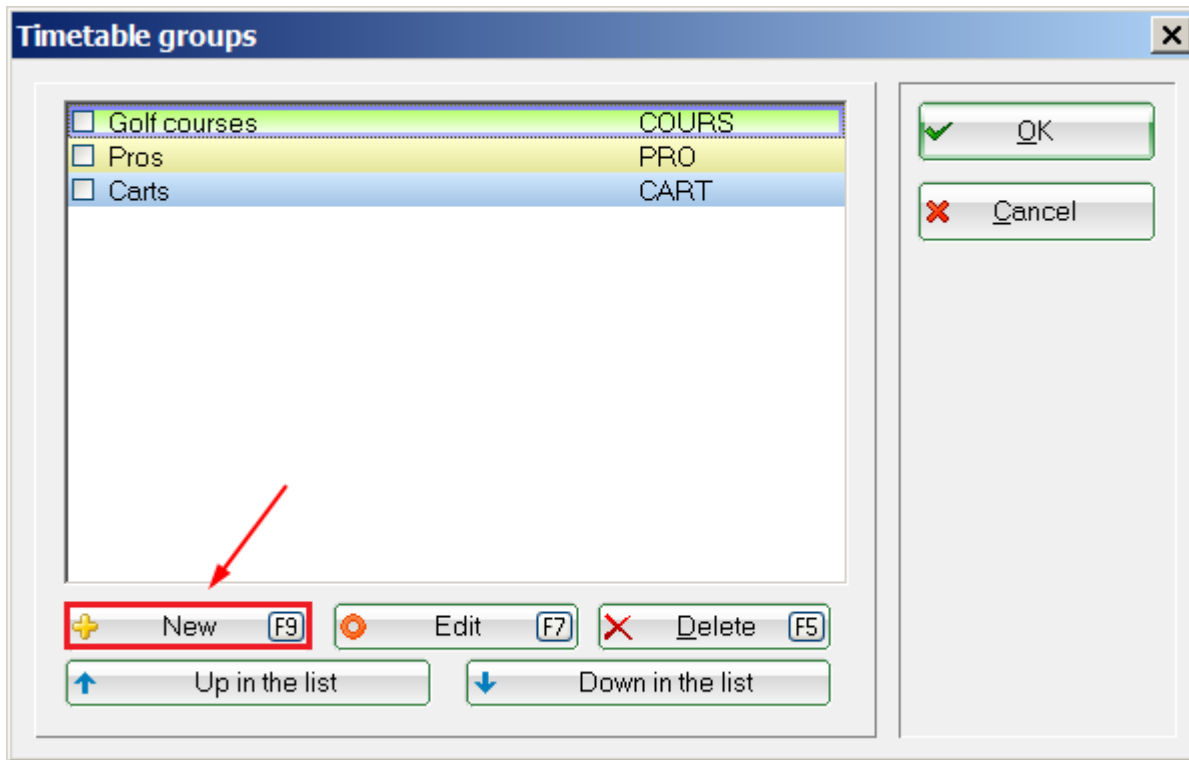 Timetable groups
Golf courses COURS
Pros PRO
Carts CART
OK
Cancel
New F9 Edit F7 Delete F5
Up in the list Down in the list